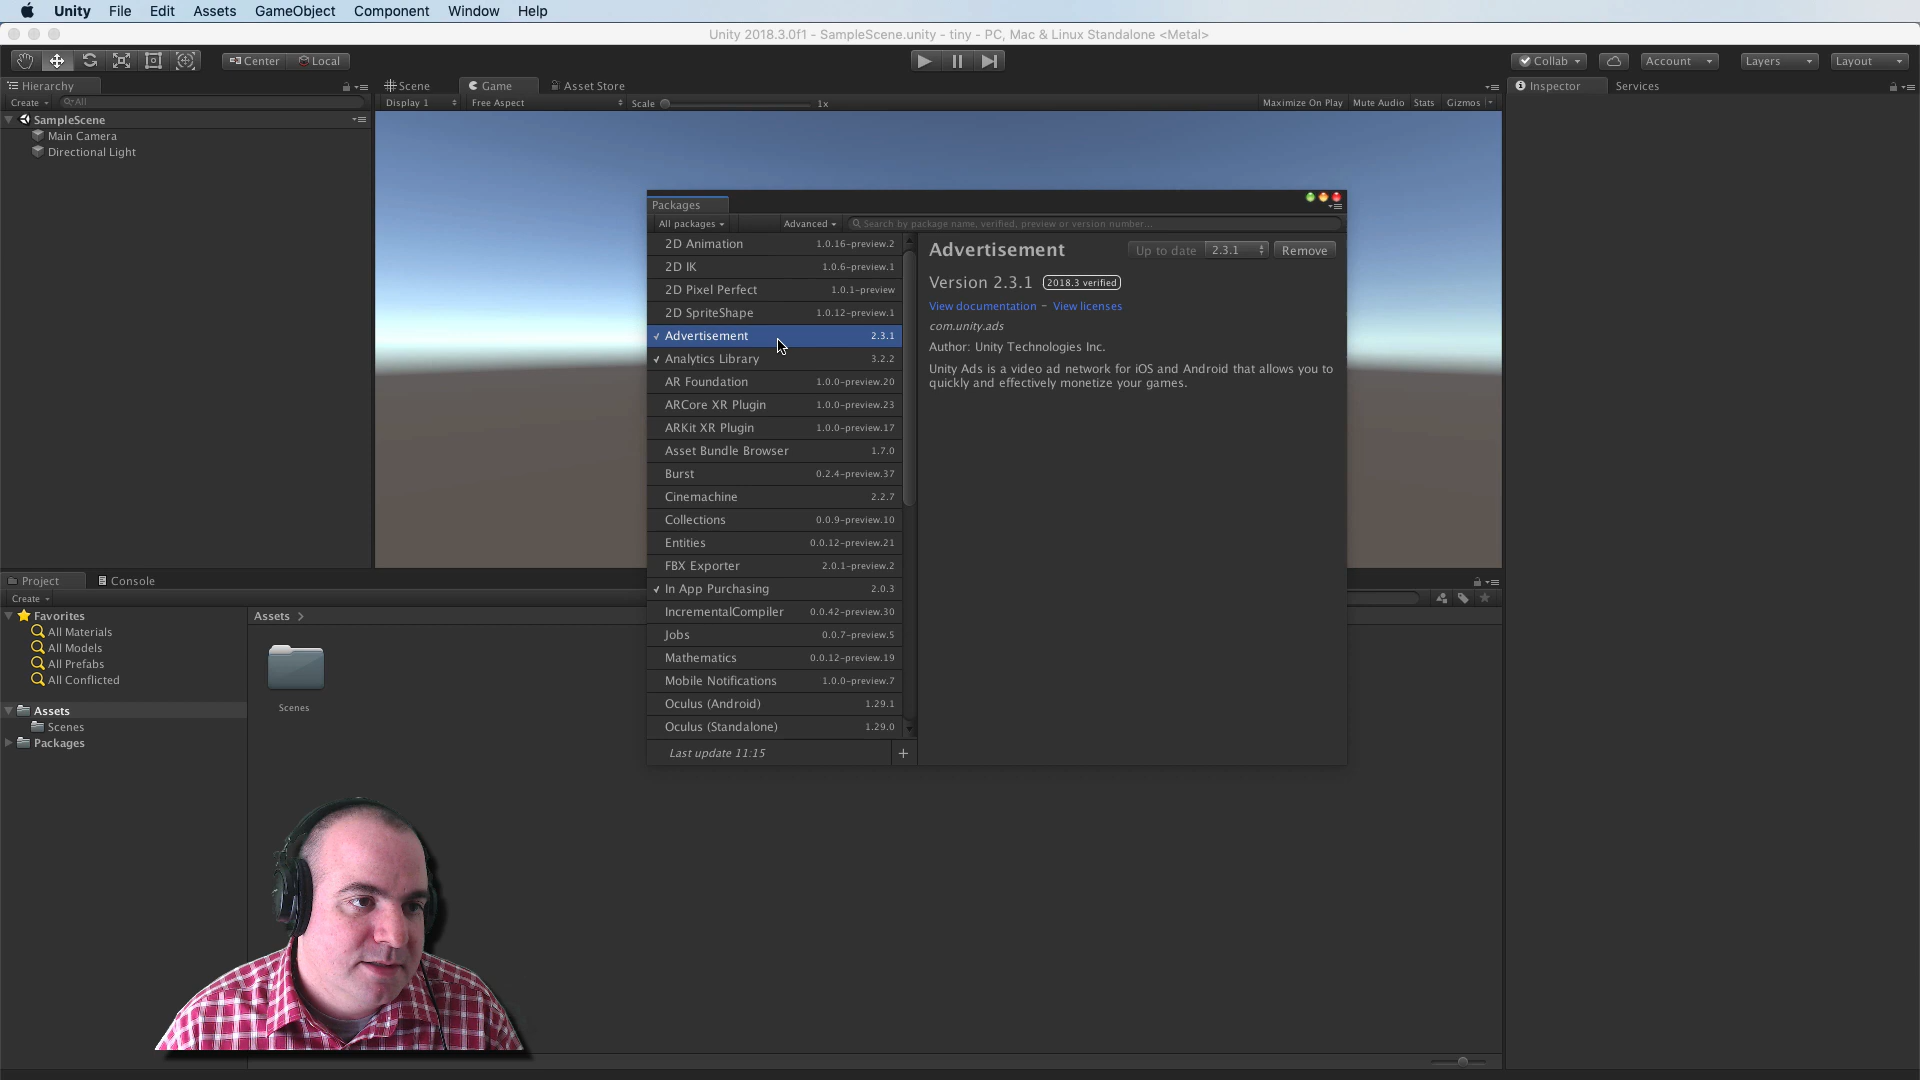 Unity File Edit Assets GameObject Component Window Help
Unity 2018.3.0f1 - SampleScene.unity - tiny - PC, Mac & Linux Standalone <Metal>
Center Local Collab Account Layers Layout
Hierarchy Scene Game Asset Store Inspector Services
Create All Display 1 Free Aspect Scale 1x Maximize On Play Mute Audio Stats Gizmos
SampleScene
Main Camera
Directional Light
Packages
All packages Advanced Search by package name, verified, preview or version number...
2D Animation 1.0.16-preview.2
2D IK 1.0.6-preview.1
2D Pixel Perfect 1.0.1-preview
2D SpriteShape 1.0.12-preview.1
Advertisement 2.3.1
Analytics Library 3.2.2
AR Foundation 1.0.0-preview.20
ARCore XR Plugin 1.0.0-preview.23
ARKit XR Plugin 1.0.0-preview.17
Asset Bundle Browser 1.7.0
Burst 0.2.4-preview.37
Cinemachine 2.2.7
Collections 0.0.9-preview.10
Entities 0.0.12-preview.21
FBX Exporter 2.0.1-preview.2
In App Purchasing 2.0.3
IncrementalCompiler 0.0.42-preview.30
Jobs 0.0.7-preview.5
Mathematics 0.0.12-preview.19
Mobile Notifications 1.0.0-preview.7
Oculus (Android) 1.29.1
Oculus (Standalone) 1.29.0
Last update 11:15 +
Advertisement Up to date 2.3.1 Remove
Version 2.3.1 2018.3 verified
View documentation - View licenses
com.unity.ads
Author: Unity Technologies Inc.
Unity Ads is a video ad network for iOS and Android that allows you to
quickly and effectively monetize your games.
Project Console
Create
Favorites
All Materials
All Models
All Prefabs
All Conflicted
Assets
Scenes
Packages
Assets
Scenes